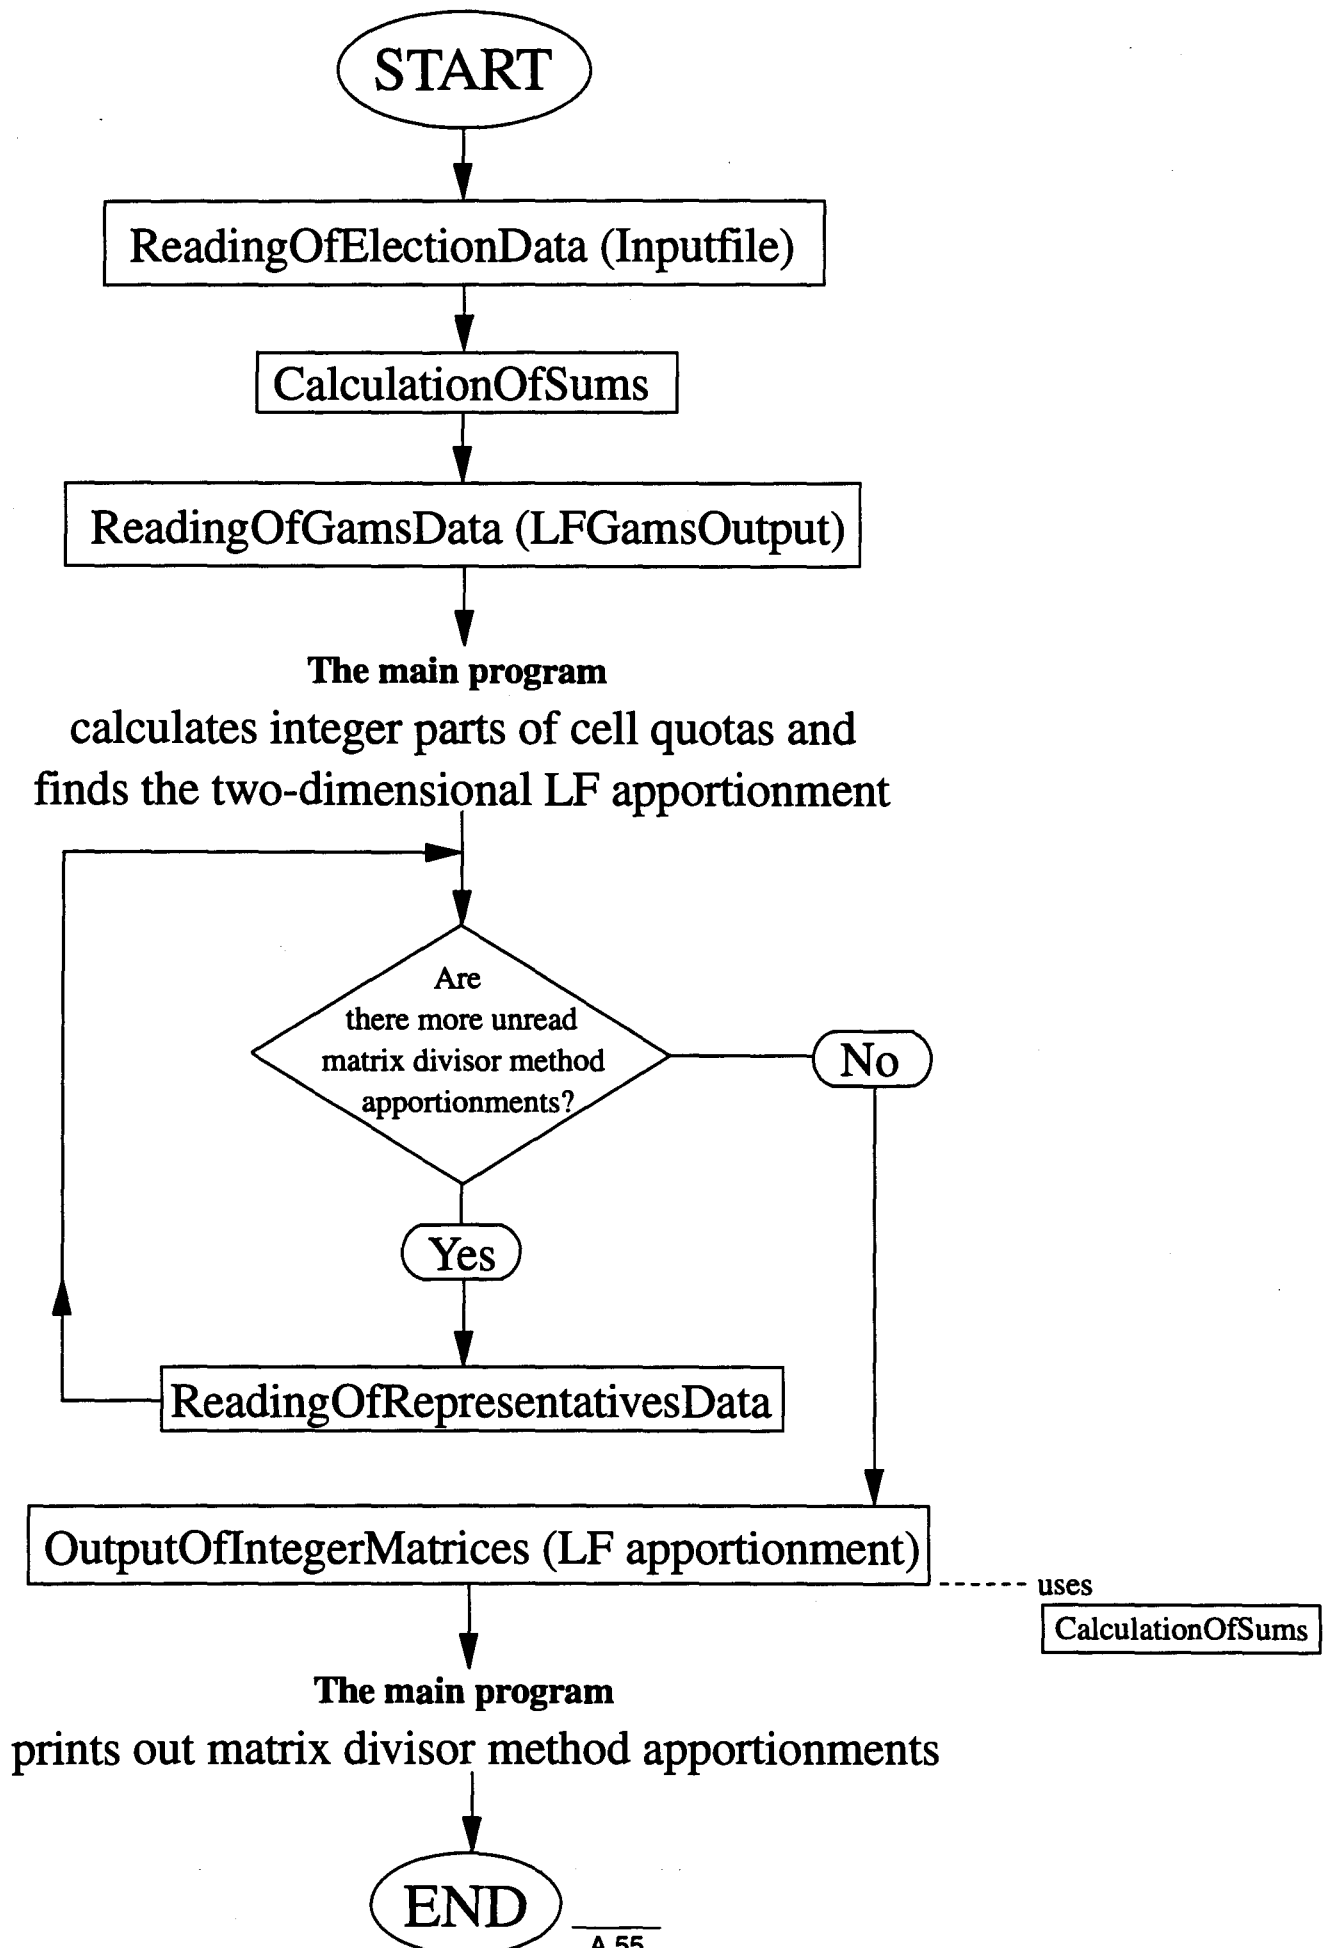 START
ReadingOfElectionData (Inputfile)
CalculationOfSums
ReadingOfGamsData (LFGamsOutput)
The main program
calculates integer parts of cell quotas and
finds the two-dimensional LF apportionment
Are
there more unread
matrix divisor method
apportionments?
No
Yes
ReadingOfRepresentativesData
OutputOfIntegerMatrices (LF apportionment)
uses
CalculationOfSums
The main program
prints out matrix divisor method apportionments
END
A 55